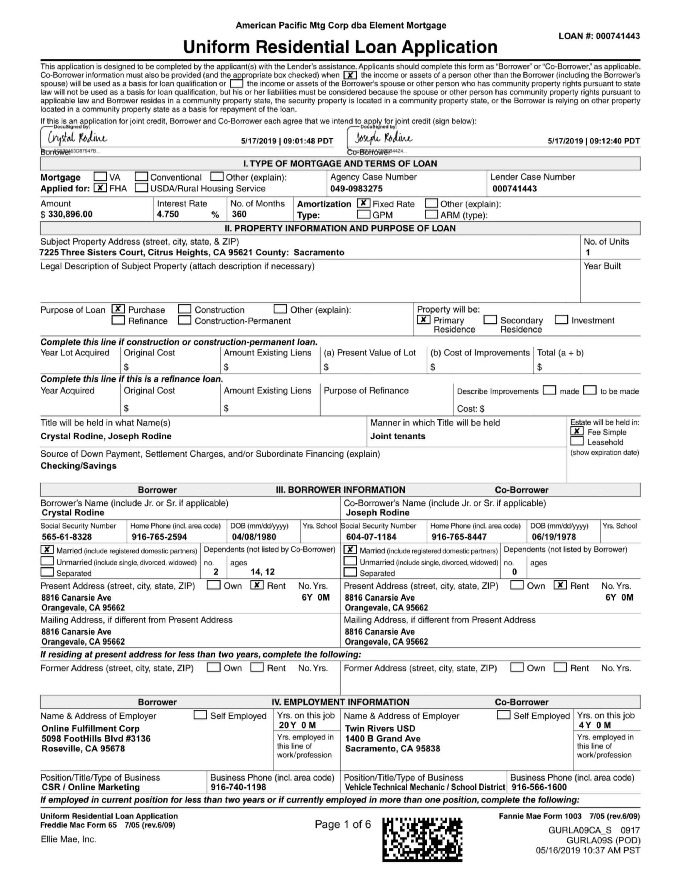 American Pacific Mtg Corp dba Element Mortgage
LOAN #: 000741443
Uniform Residential Loan Application
This application is designed to be completed by the applicant(s) with the Lender's assistance. Applicants should complete this form as "Borrower" or "Co-Borrower," as applicable.
Co-Borrower information must also be provided (and the appropriate box checked) when [X] the income or assets of a person other than the Borrower (including the Borrower's
spouse) will be used as a basis for loan qualification or [ ] the income or assets of the Borrower's spouse or other person who has community property rights pursuant to state
law will not be used as a basis for loan qualification, but his or her liabilities must be considered because the spouse or other person has community property rights pursuant to
applicable law and Borrower resides in a community property state, the security property is located in a community property state, or the Borrower is relying on other property
located in a community property state as a basis for repayment of the loan.
If this is an application for joint credit, Borrower and Co-Borrower each agree that we intend to apply for joint credit (sign below):
DocuSigned by: DocuSigned by:
Crystal Rodine 5/17/2019 | 09:01:48 PDT Joseph Rodine 5/17/2019 | 09:12:40 PDT
Borrower Co-Borrower
I. TYPE OF MORTGAGE AND TERMS OF LOAN
Mortgage [ ] VA [ ] Conventional [ ] Other (explain): Agency Case Number Lender Case Number
Applied for: [X] FHA [ ] USDA/Rural Housing Service 049-0983275 000741443
Amount Interest Rate No. of Months Amortization [X] Fixed Rate [ ] Other (explain):
$ 330,896.00 4.750 % 360 Type: [ ] GPM [ ] ARM (type):
II. PROPERTY INFORMATION AND PURPOSE OF LOAN
Subject Property Address (street, city, state, & ZIP) No. of Units
7225 Three Sisters Court, Citrus Heights, CA 95621 County: Sacramento 1
Legal Description of Subject Property (attach description if necessary) Year Built
Purpose of Loan [X] Purchase [ ] Construction [ ] Other (explain): Property will be:
[ ] Refinance [ ] Construction-Permanent [X] Primary Residence [ ] Secondary Residence [ ] Investment
Complete this line if construction or construction-permanent loan.
Year Lot Acquired Original Cost Amount Existing Liens (a) Present Value of Lot (b) Cost of Improvements Total (a + b)
$ $ $ $ $
Complete this line if this is a refinance loan.
Year Acquired Original Cost Amount Existing Liens Purpose of Refinance Describe Improvements [ ] made [ ] to be made
$ $ Cost: $
Title will be held in what Name(s) Manner in which Title will be held Estate will be held in:
Crystal Rodine, Joseph Rodine Joint tenants [X] Fee Simple
[ ] Leasehold
Source of Down Payment, Settlement Charges, and/or Subordinate Financing (explain) (show expiration date)
Checking/Savings
Borrower III. BORROWER INFORMATION Co-Borrower
Borrower's Name (include Jr. or Sr. if applicable) Co-Borrower's Name (include Jr. or Sr. if applicable)
Crystal Rodine Joseph Rodine
Social Security Number Home Phone (incl. area code) DOB (mm/dd/yyyy) Yrs. School Social Security Number Home Phone (incl. area code) DOB (mm/dd/yyyy) Yrs. School
565-61-8328 916-765-2594 04/08/1980 604-07-1184 916-765-8447 06/19/1978
[X] Married (include registered domestic partners) Dependents (not listed by Co-Borrower) [X] Married (include registered domestic partners) Dependents (not listed by Borrower)
[ ] Unmarried (include single, divorced, widowed) no. ages [ ] Unmarried (include single, divorced, widowed) no. ages
[ ] Separated 2 14, 12 [ ] Separated 0
Present Address (street, city, state, ZIP) [ ] Own [X] Rent No. Yrs. Present Address (street, city, state, ZIP) [ ] Own [X] Rent No. Yrs.
8816 Canarsie Ave 6Y 0M 8816 Canarsie Ave 6Y 0M
Orangevale, CA 95662 Orangevale, CA 95662
Mailing Address, if different from Present Address Mailing Address, if different from Present Address
8816 Canarsie Ave 8816 Canarsie Ave
Orangevale, CA 95662 Orangevale, CA 95662
If residing at present address for less than two years, complete the following:
Former Address (street, city, state, ZIP) [ ] Own [ ] Rent No. Yrs. Former Address (street, city, state, ZIP) [ ] Own [ ] Rent No. Yrs.
Borrower IV. EMPLOYMENT INFORMATION Co-Borrower
Name & Address of Employer [ ] Self Employed Yrs. on this job Name & Address of Employer [ ] Self Employed Yrs. on this job
Online Fulfillment Corp 20 Y 0 M Twin Rivers USD 4 Y 0 M
5098 FootHills Blvd #3136 Yrs. employed in this line of work/profession 1400 B Grand Ave Yrs. employed in this line of work/profession
Roseville, CA 95678 Sacramento, CA 95838
Position/Title/Type of Business Business Phone (incl. area code) Position/Title/Type of Business Business Phone (incl. area code)
CSR / Online Marketing 916-740-1198 Vehicle Technical Mechanic / School District 916-566-1600
If employed in current position for less than two years or if currently employed in more than one position, complete the following:
Uniform Residential Loan Application Fannie Mae Form 1003 7/05 (rev.6/09)
Freddie Mac Form 65 7/05 (rev.6/09) Page 1 of 6
Ellie Mae, Inc. GURLA09CA_S 0917
GURLA09S (POD)
05/16/2019 10:37 AM PST